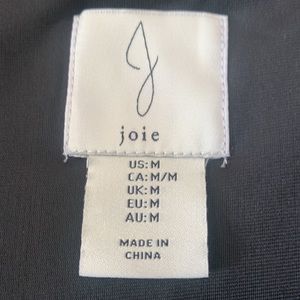 J
joie
US: M
CA: M/M
UK: M
EU: M
AU: M
MADE IN
CHINA